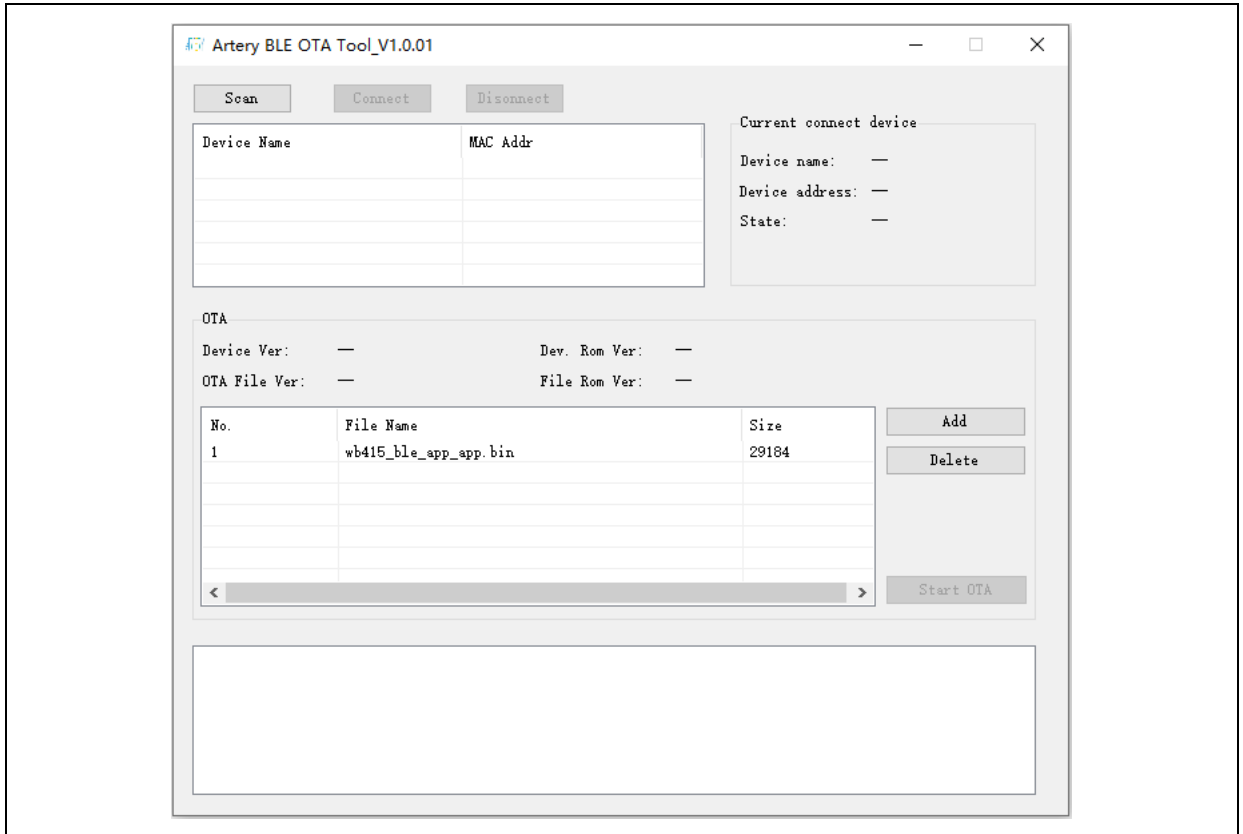 Artery BLE OTA Tool_V1.0.01
Scan Connect Disonnect
Device Name MAC Addr
Current connect device
Device name: —
Device address: —
State: —
OTA
Device Ver: — Dev. Rom Ver: —
OTA File Ver: — File Rom Ver: —
No. File Name Size
1 wb415_ble_app_app.bin 29184
Add
Delete
Start OTA